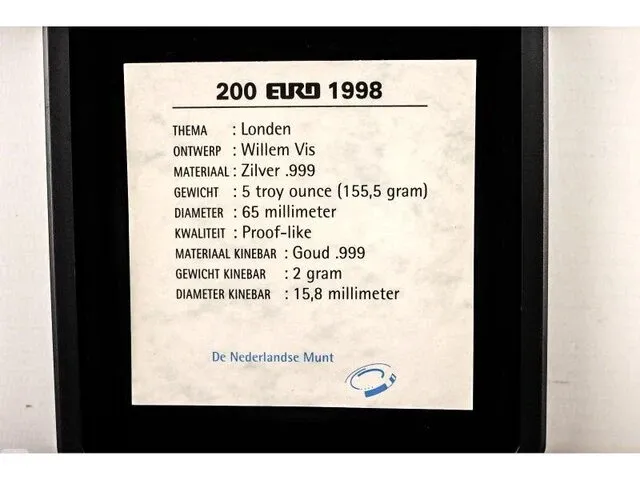 200 EURO 1998
THEMA : Londen
ONTWERP : Willem Vis
MATERIAAL : Zilver .999
GEWICHT : 5 troy ounce (155,5 gram)
DIAMETER : 65 millimeter
KWALITEIT : Proof-like
MATERIAAL KINEBAR : Goud .999
GEWICHT KINEBAR : 2 gram
DIAMETER KINEBAR : 15,8 millimeter
De Nederlandse Munt